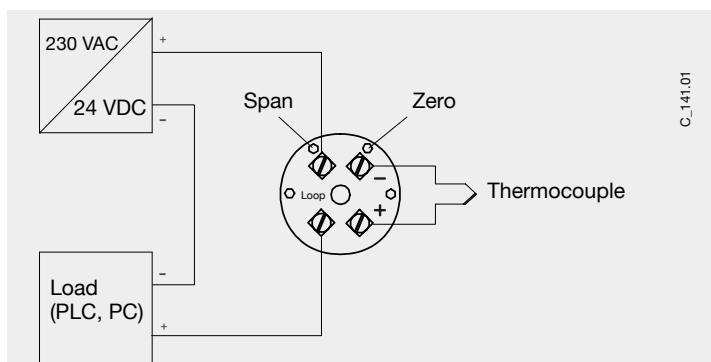 230 VAC
+
24 VDC
−
Span
Zero
C_141.01
Loop
−
+
Thermocouple
−
Load
(PLC, PC)
+